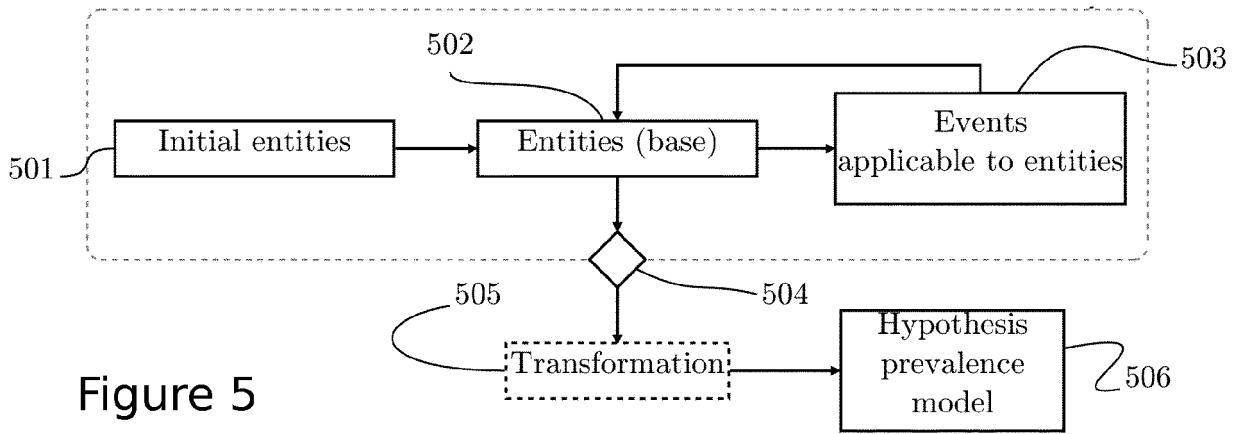 502
503
Initial entities
Entities (base)
Events
applicable to entities
501
504
505
Transformation
Hypothesis
prevalence
model
506
Figure 5